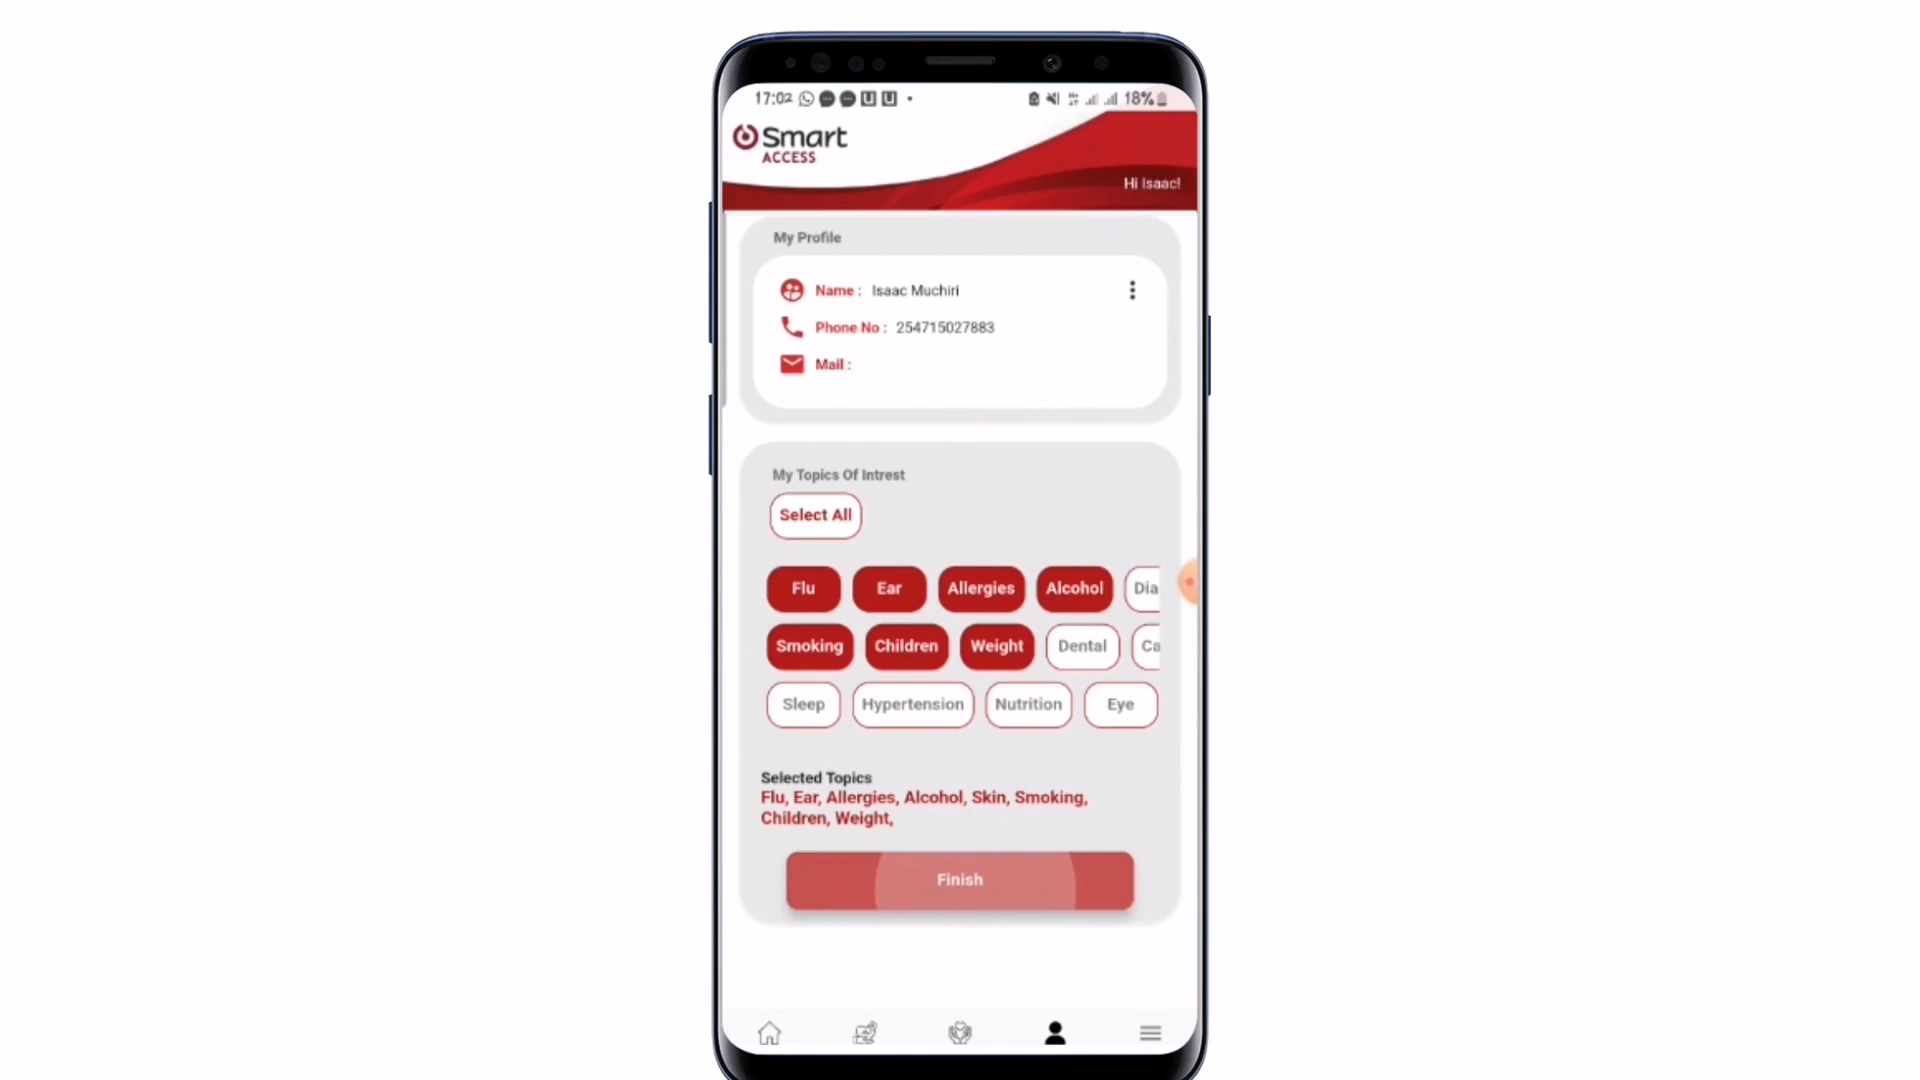 17:02 18%
Smart
ACCESS
Hi Isaac!
My Profile
Name : Isaac Muchiri
Phone No : 254715027883
Mail :
My Topics Of Intrest
Select All
Flu Ear Allergies Alcohol Dia
Smoking Children Weight Dental Ca
Sleep Hypertension Nutrition Eye
Selected Topics
Flu, Ear, Allergies, Alcohol, Skin, Smoking,
Children, Weight,
Finish